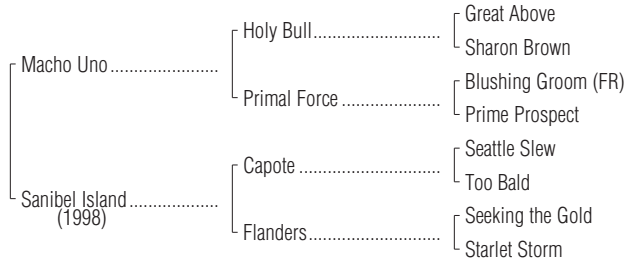 Great Above
Holy Bull
Sharon Brown
Macho Uno
Blushing Groom (FR)
Primal Force
Prime Prospect
Seattle Slew
Capote
Too Bald
Sanibel Island
(1998)
Seeking the Gold
Flanders
Starlet Storm